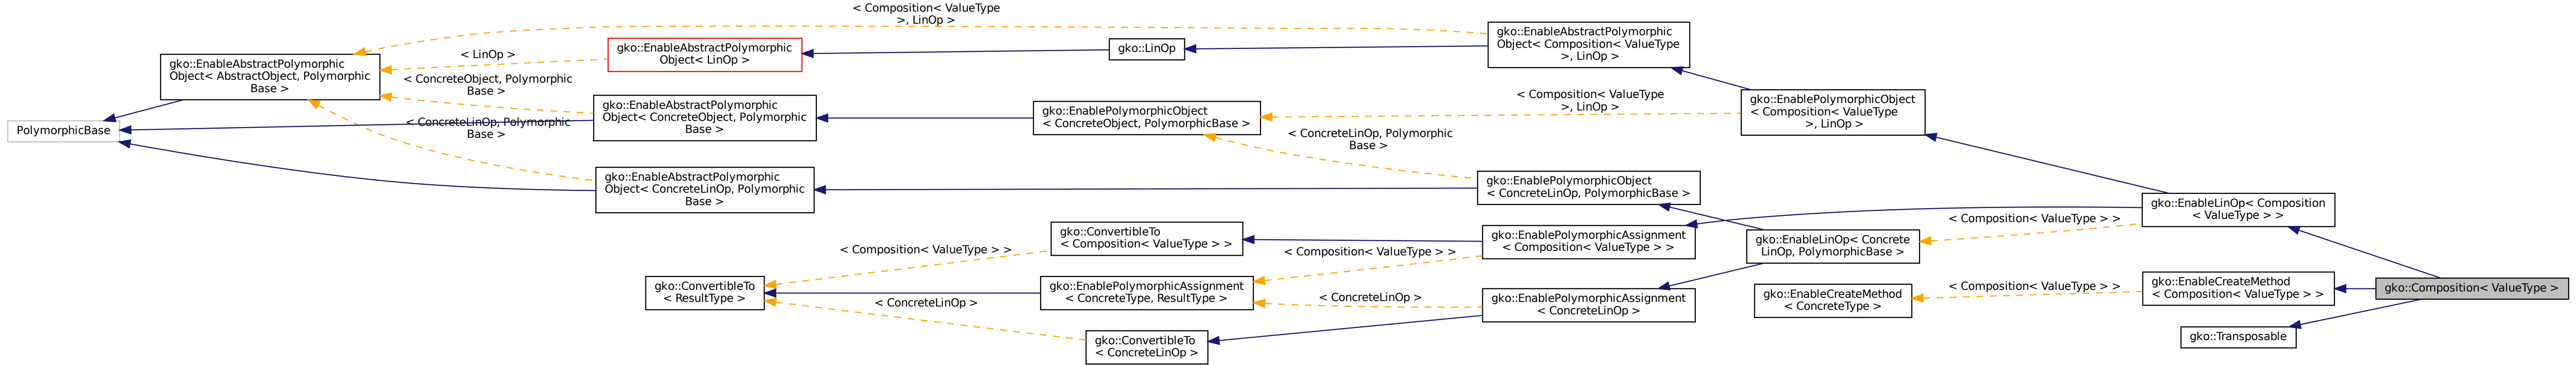 PolymorphicBase
gko::EnableAbstractPolymorphic
Object< AbstractObject, Polymorphic
Base >
< Composition< ValueType
>, LinOp >
< LinOp >
< ConcreteObject, Polymorphic
Base >
< ConcreteLinOp, Polymorphic
Base >
gko::EnableAbstractPolymorphic
Object< LinOp >
gko::EnableAbstractPolymorphic
Object< ConcreteObject, Polymorphic
Base >
gko::EnableAbstractPolymorphic
Object< ConcreteLinOp, Polymorphic
Base >
gko::ConvertibleTo
< ResultType >
< Composition< ValueType > >
< ConcreteLinOp >
gko::LinOp
gko::EnablePolymorphicObject
< ConcreteObject, PolymorphicBase >
gko::ConvertibleTo
< Composition< ValueType > >
gko::EnablePolymorphicAssignment
< ConcreteType, ResultType >
gko::ConvertibleTo
< ConcreteLinOp >
< Composition< ValueType
>, LinOp >
< ConcreteLinOp, Polymorphic
Base >
< Composition< ValueType > >
< ConcreteLinOp >
gko::EnableAbstractPolymorphic
Object< Composition< ValueType
>, LinOp >
gko::EnablePolymorphicObject
< ConcreteLinOp, PolymorphicBase >
gko::EnablePolymorphicAssignment
< Composition< ValueType > >
gko::EnablePolymorphicAssignment
< ConcreteLinOp >
gko::EnablePolymorphicObject
< Composition< ValueType
>, LinOp >
gko::EnableLinOp< Concrete
LinOp, PolymorphicBase >
gko::EnableCreateMethod
< ConcreteType >
< Composition< ValueType > >
< Composition< ValueType > >
gko::EnableLinOp< Composition
< ValueType > >
gko::EnableCreateMethod
< Composition< ValueType > >
gko::Transposable
gko::Composition< ValueType >